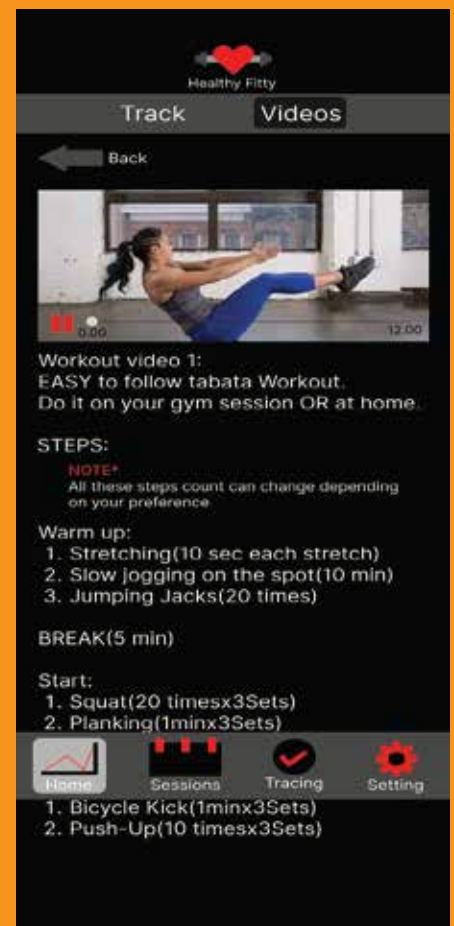 Healthy Fitty
Track Videos
Back
0.00 12.00
Workout video 1:
EASY to follow tabata Workout.
Do it on your gym session OR at home.
STEPS:
NOTE*
All these steps count can change depending
on your preference
Warm up:
1. Stretching(10 sec each stretch)
2. Slow jogging on the spot(10 min)
3. Jumping Jacks(20 times)
BREAK(5 min)
Start:
1. Squat(20 timesx3Sets)
2. Planking(1minx3Sets)
Home Sessions Tracing Setting
1. Bicycle Kick(1minx3Sets)
2. Push-Up(10 timesx3Sets)